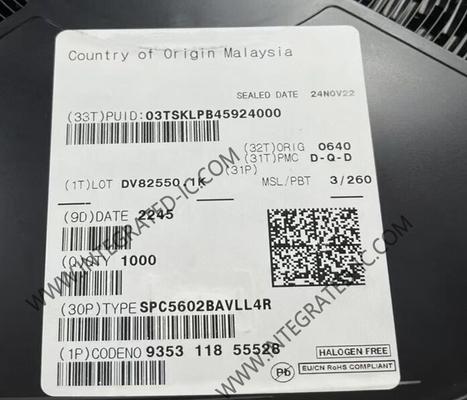 Country of Origin Malaysia
SEALED DATE 24NOV22
(33T)PUID:03TSKLPB45924000
(32T)ORIG 0640
(31T)PMC D-Q-D
(31P)
(1T)LOT DV82550.1K
MSL/PBT 3/260
(9D)DATE 2245
(Q)QTY 1000
(30P)TYPE SPC5602BAVLL4R
(1P)CODENO 9353 118 55528
HALOGEN FREE
Pb
EU/CN RoHS COMPLIANT
WWW.INTEGRATED-IC.COM
WWW.INTEGRATED-IC.COM